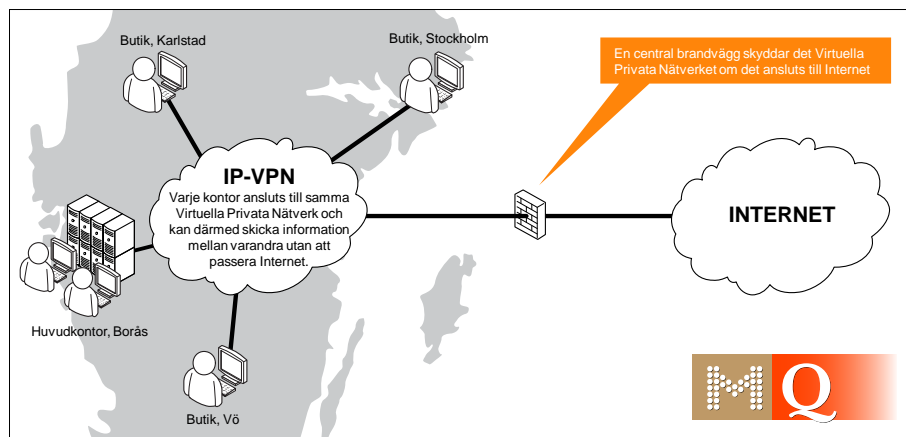 Butik, Karlstad
Butik, Stockholm
En central brandvägg skyddar det Virtuella
Privata Nätverket om det ansluts till Internet
IP-VPN
Varje kontor ansluts till samma
Virtuella Privata Nätverk och
kan därmed skicka information
mellan varandra utan att
passera Internet.
INTERNET
Huvudkontor, Borås
Butik, Vö
MQ